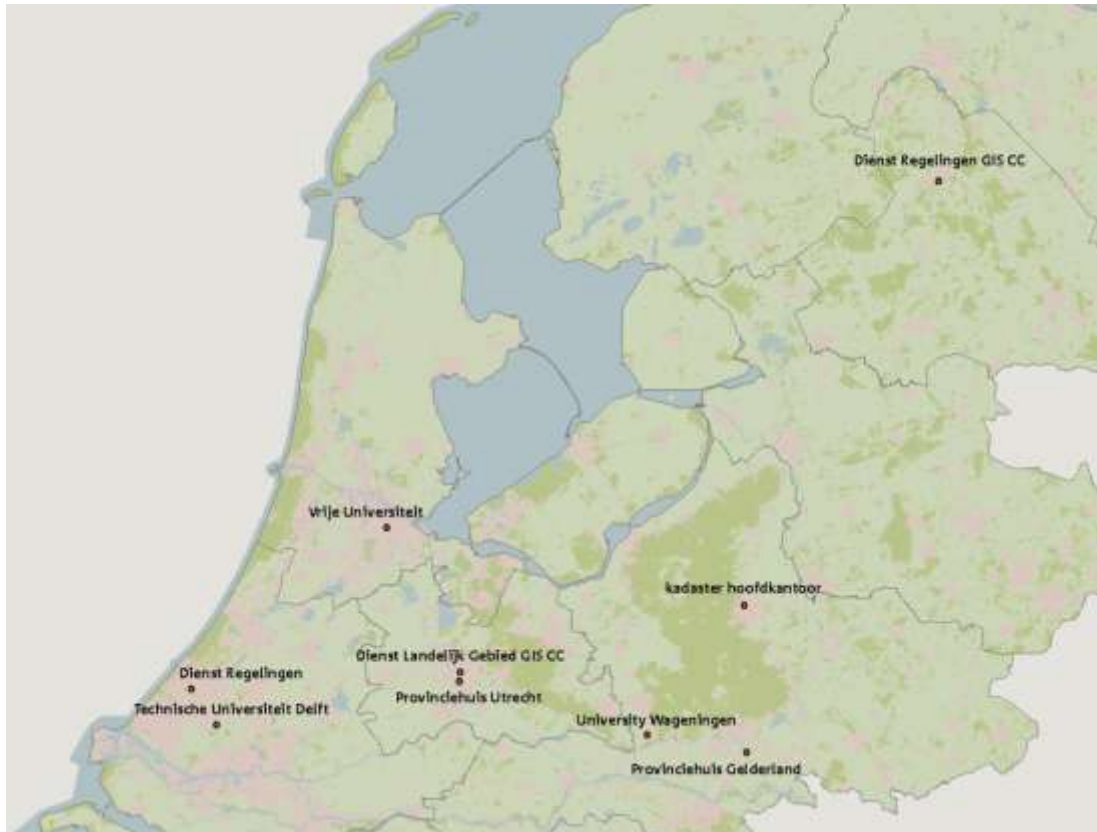 Dienst Regelingen GIS CC
Vrije Universiteit
kadaster hoofdkantoor
Dienst Landelijk Gebied GIS CC
Dienst Regelingen
Provinciehuis Utrecht
Technische Universiteit Delft
University Wageningen
Provinciehuis Gelderland